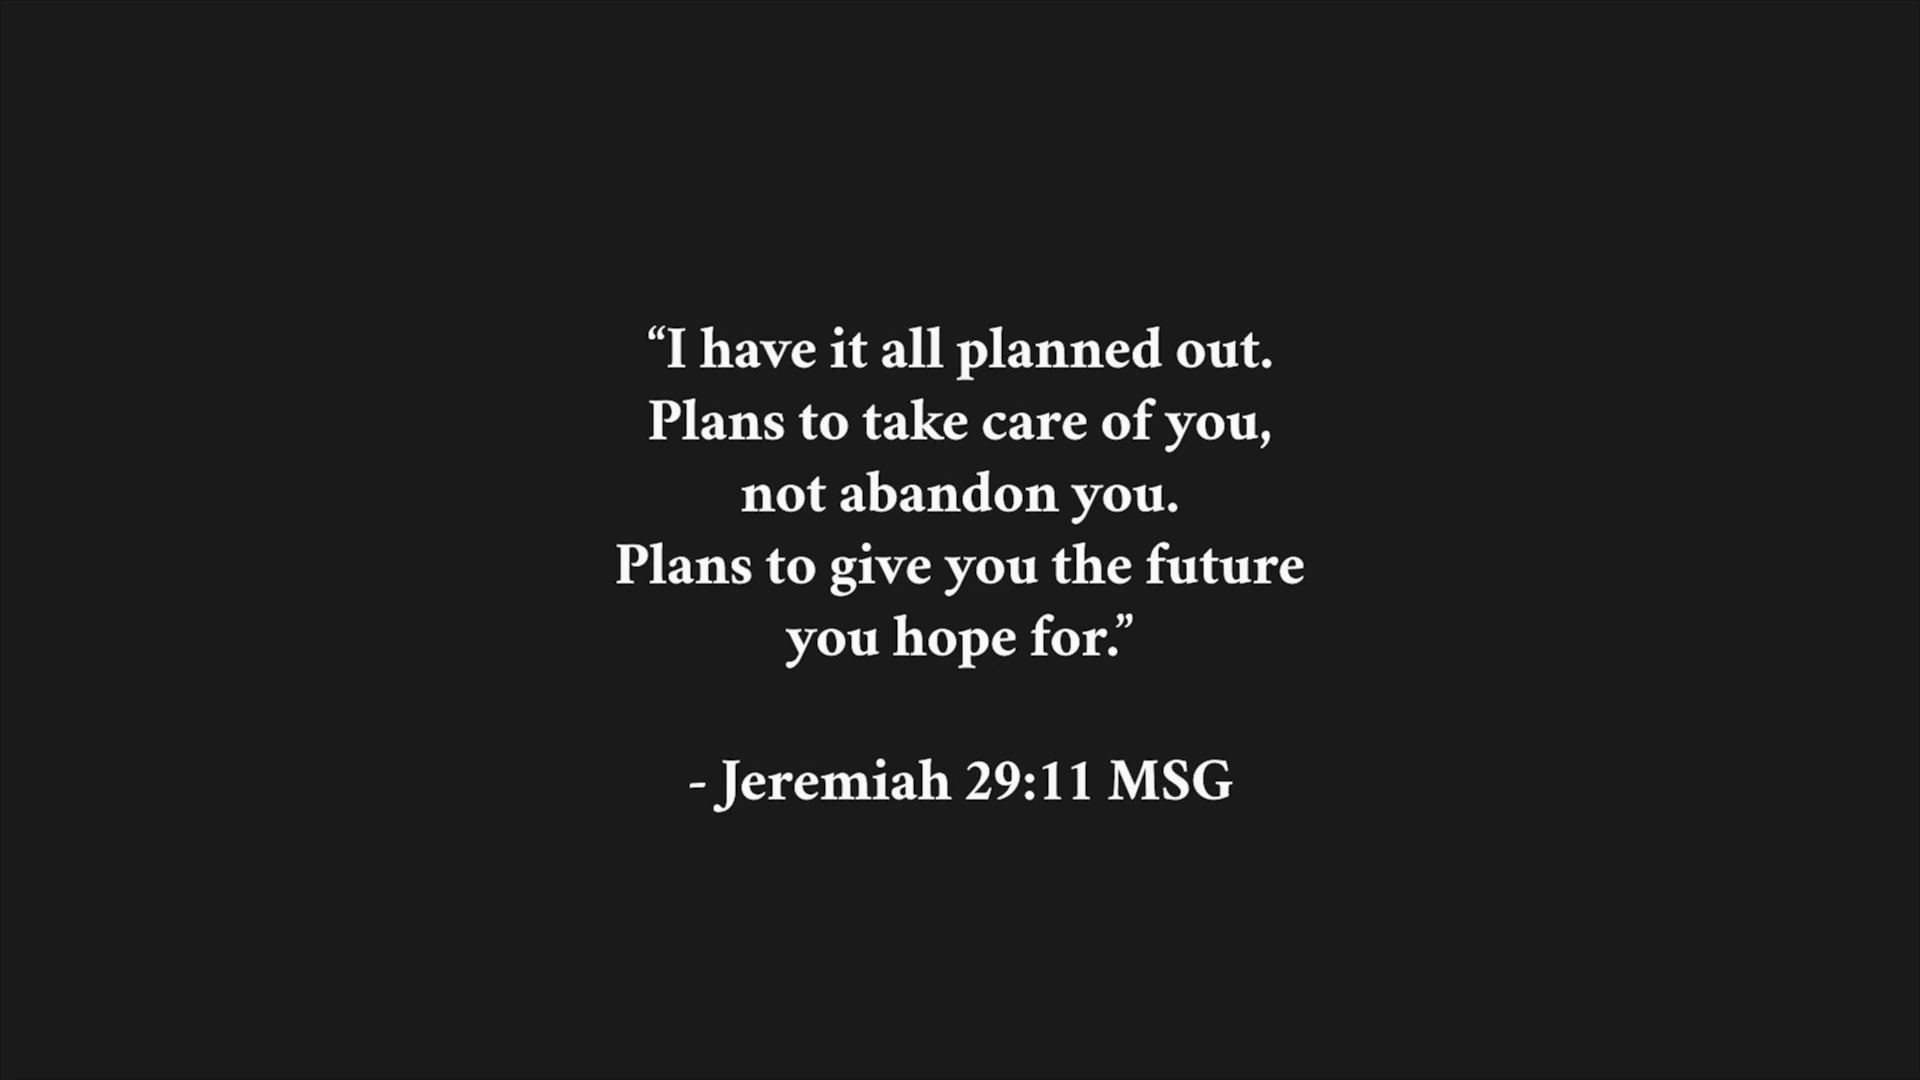 “I have it all planned out.
Plans to take care of you,
not abandon you.
Plans to give you the future
you hope for.”
- Jeremiah 29:11 MSG